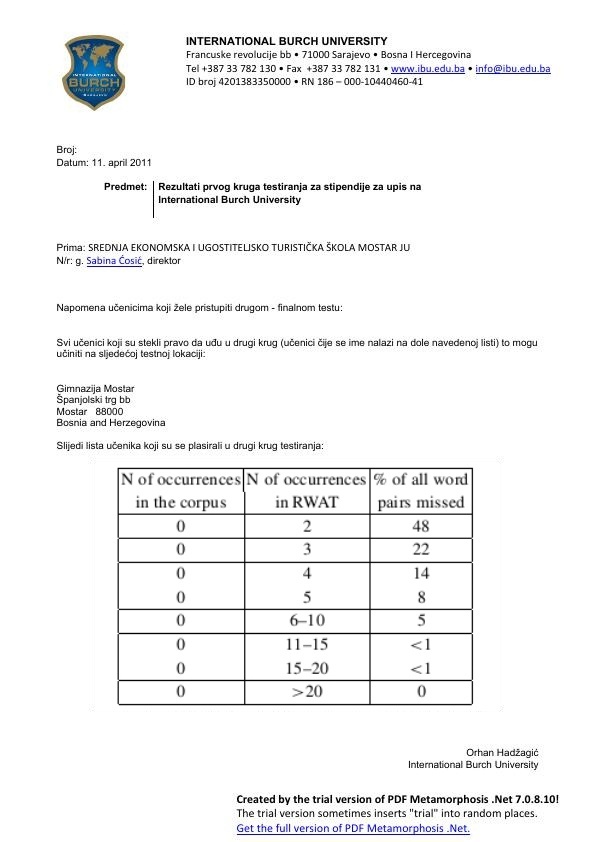 INTERNATIONAL
BURCH
UNIVERSITY
SARAJEVO
INTERNATIONAL BURCH UNIVERSITY
Francuske revolucije bb • 71000 Sarajevo • Bosna I Hercegovina
Tel +387 33 782 130 • Fax +387 33 782 131 • www.ibu.edu.ba • info@ibu.edu.ba
ID broj 4201383350000 • RN 186 – 000-10440460-41
Broj:
Datum: 11. april 2011
Predmet: Rezultati prvog kruga testiranja za stipendije za upis na
International Burch University
Prima: SREDNJA EKONOMSKA I UGOSTITELJSKO TURISTIČKA ŠKOLA MOSTAR JU
N/r: g. Sabina Ćosić, direktor
Napomena učenicima koji žele pristupiti drugom - finalnom testu:
Svi učenici koji su stekli pravo da uđu u drugi krug (učenici čije se ime nalazi na dole navedenoj listi) to mogu
učiniti na sljedećoj testnoj lokaciji:
Gimnazija Mostar
Španjolski trg bb
Mostar 88000
Bosnia and Herzegovina
Slijedi lista učenika koji su se plasirali u drugi krug testiranja:
N of occurrences N of occurrences % of all word
in the corpus in RWAT pairs missed
0 2 48
0 3 22
0 4 14
0 5 8
0 6–10 5
0 11–15 <1
0 15–20 <1
0 >20 0
Orhan Hadžagić
International Burch University
Created by the trial version of PDF Metamorphosis .Net 7.0.8.10!
The trial version sometimes inserts "trial" into random places.
Get the full version of PDF Metamorphosis .Net.